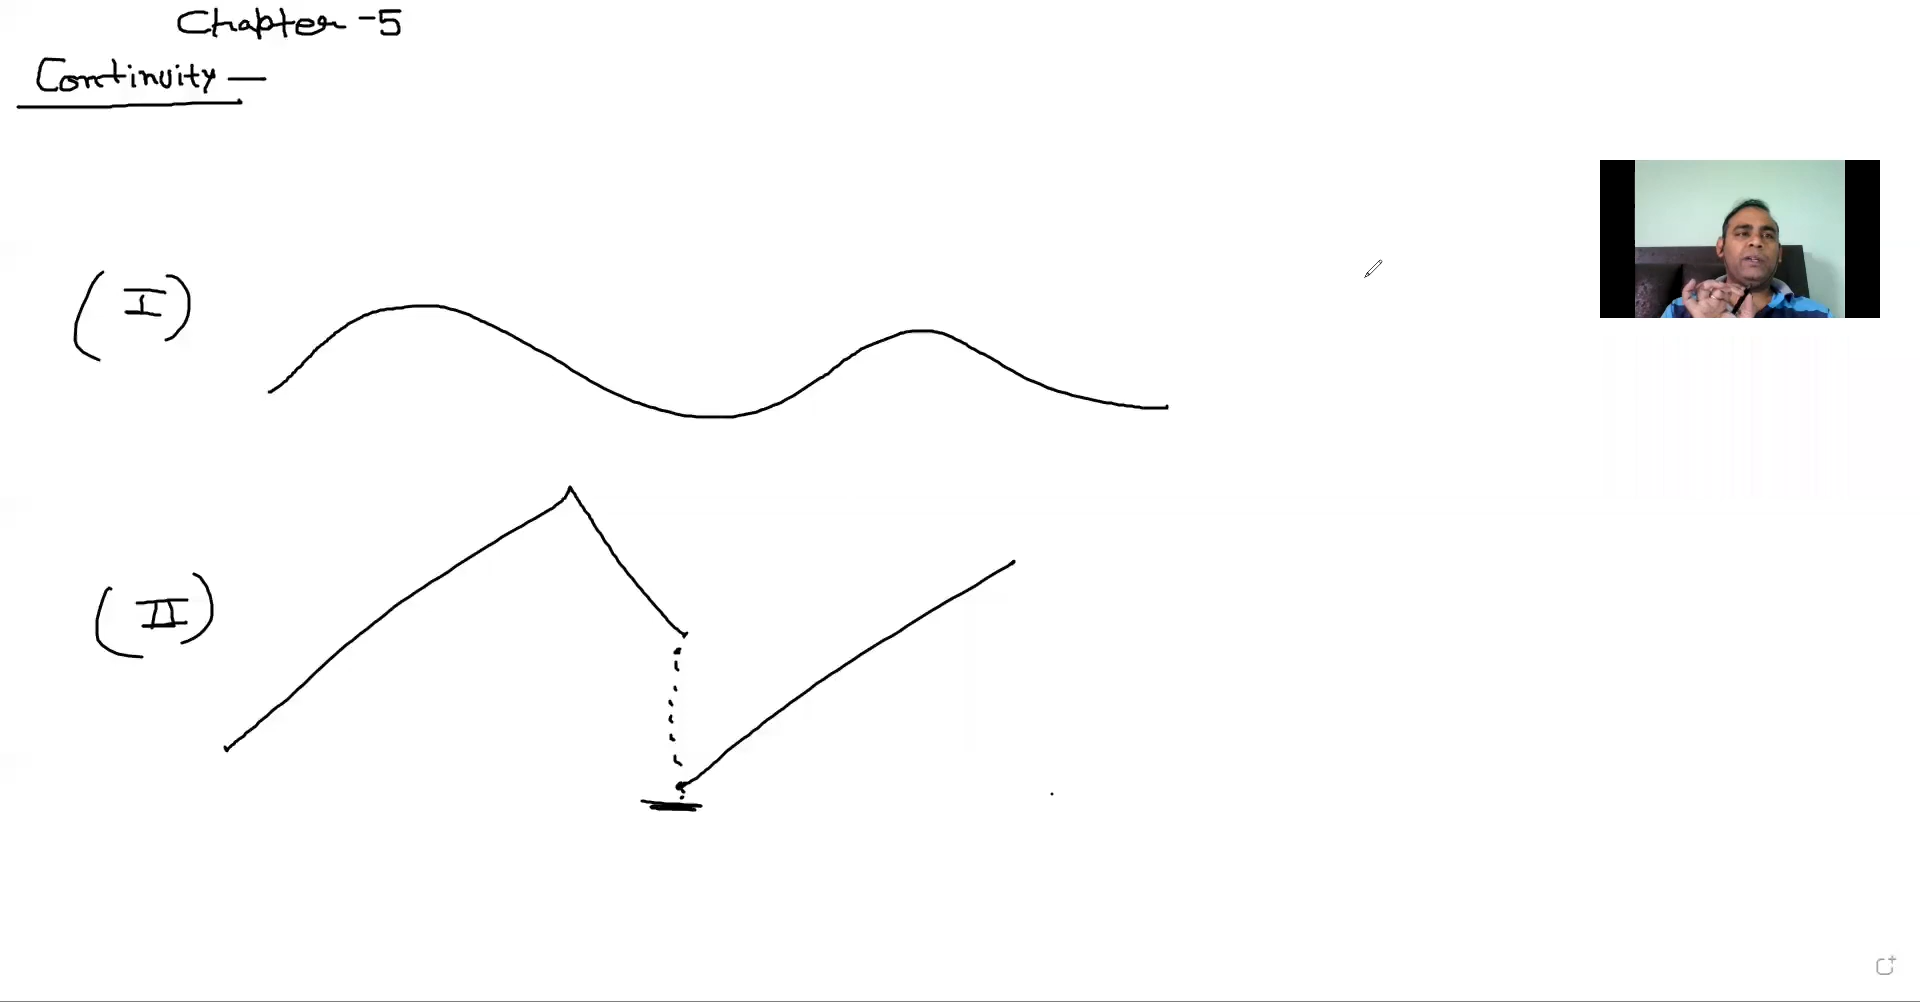 Chapter -5
Continuity —
(I)
(II)